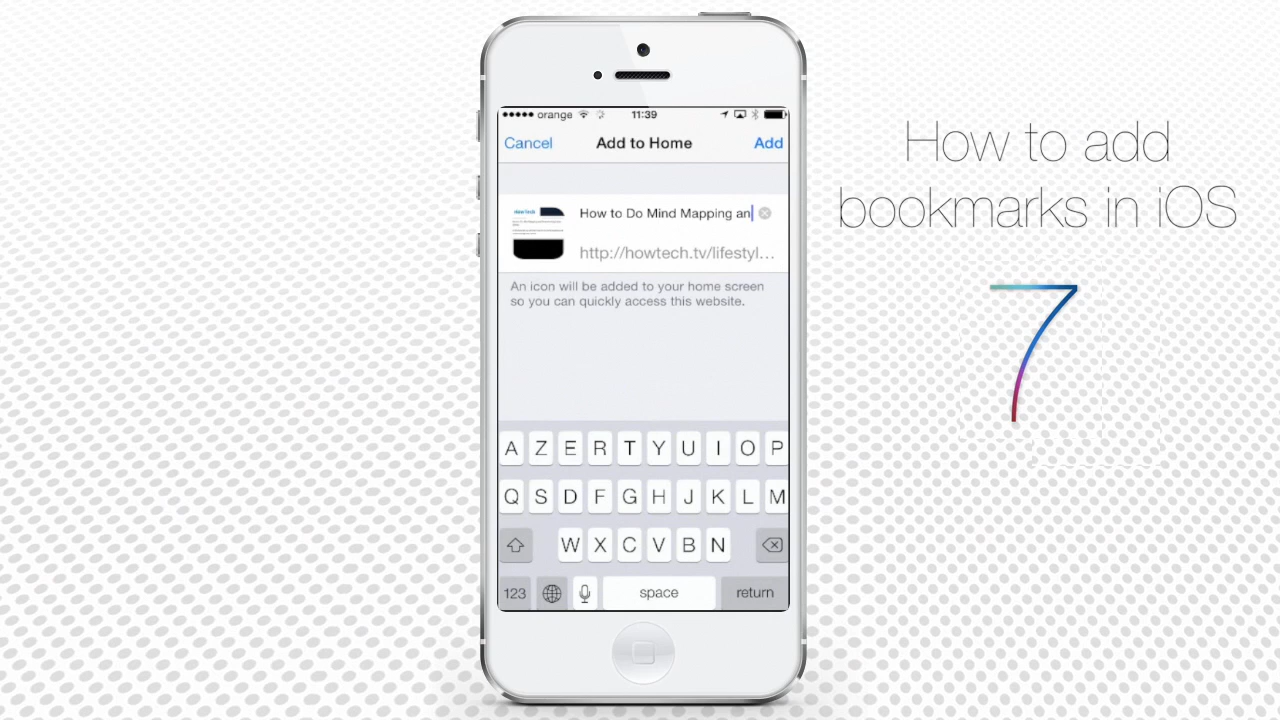 ●●●●● orange 11:39
Cancel Add to Home Add
How to Do Mind Mapping an
http://howtech.tv/lifestyl...
An icon will be added to your home screen
so you can quickly access this website.
A Z E R T Y U I O P
Q S D F G H J K L M
W X C V B N
123 space return
How to add
bookmarks in iOS
7